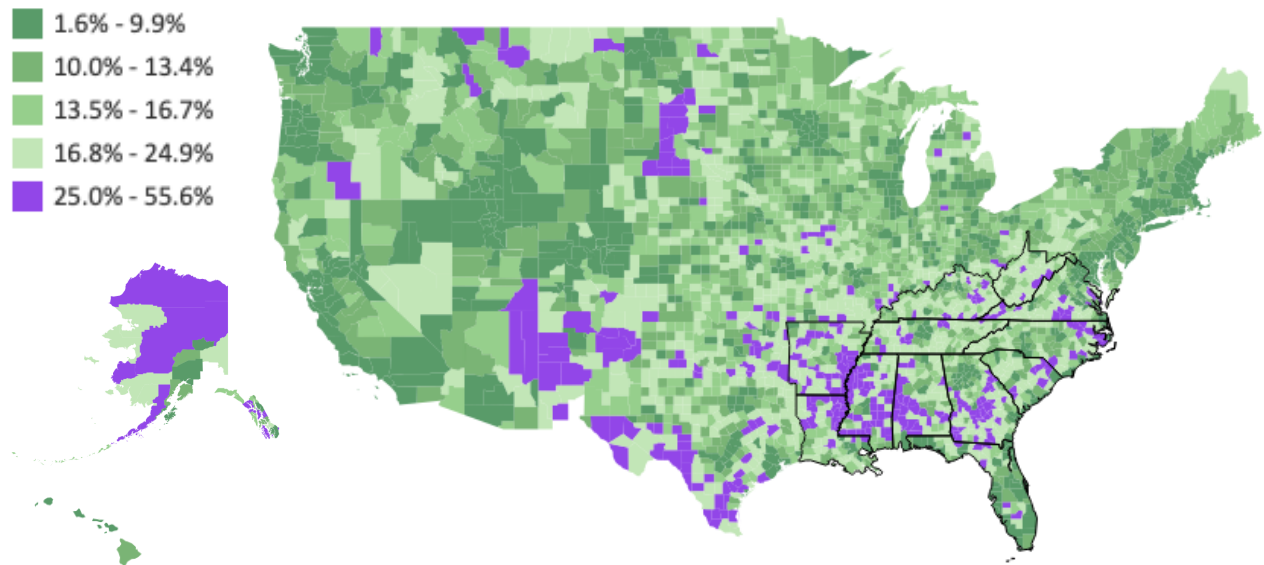 1.6% - 9.9%
10.0% - 13.4%
13.5% - 16.7%
16.8% - 24.9%
25.0% - 55.6%